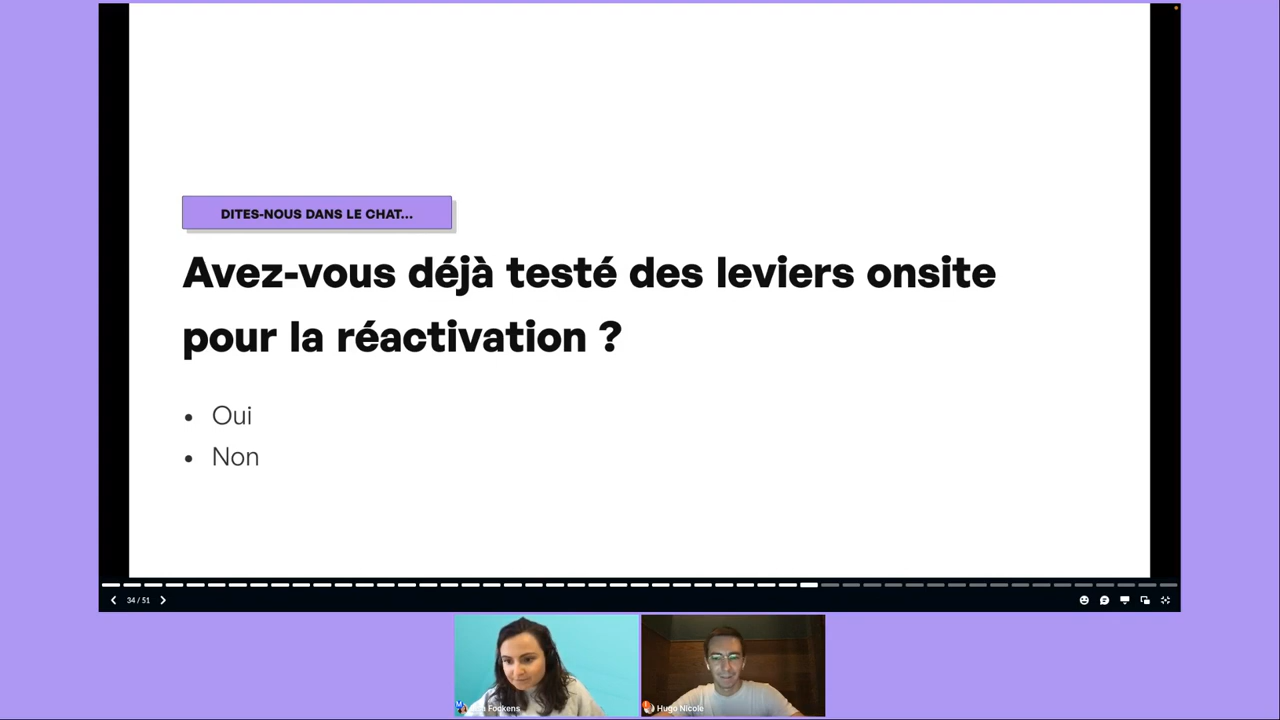 DITES-NOUS DANS LE CHAT...
Avez-vous déjà testé des leviers onsite
pour la réactivation ?
• Oui
• Non
34 / 51
Fockens
Hugo Nicole